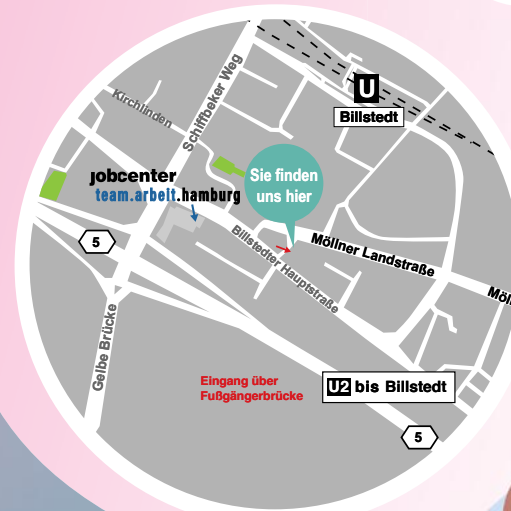 U
Billstedt
Kirchlinden
Schiffbeker Weg
jobcenter
team.arbeit.hamburg
Sie finden
uns hier
5
Möllner Landstraße
Billstedter Hauptstraße
Möl
Gelbe Brücke
Eingang über
Fußgängerbrücke
U2 bis Billstedt
5